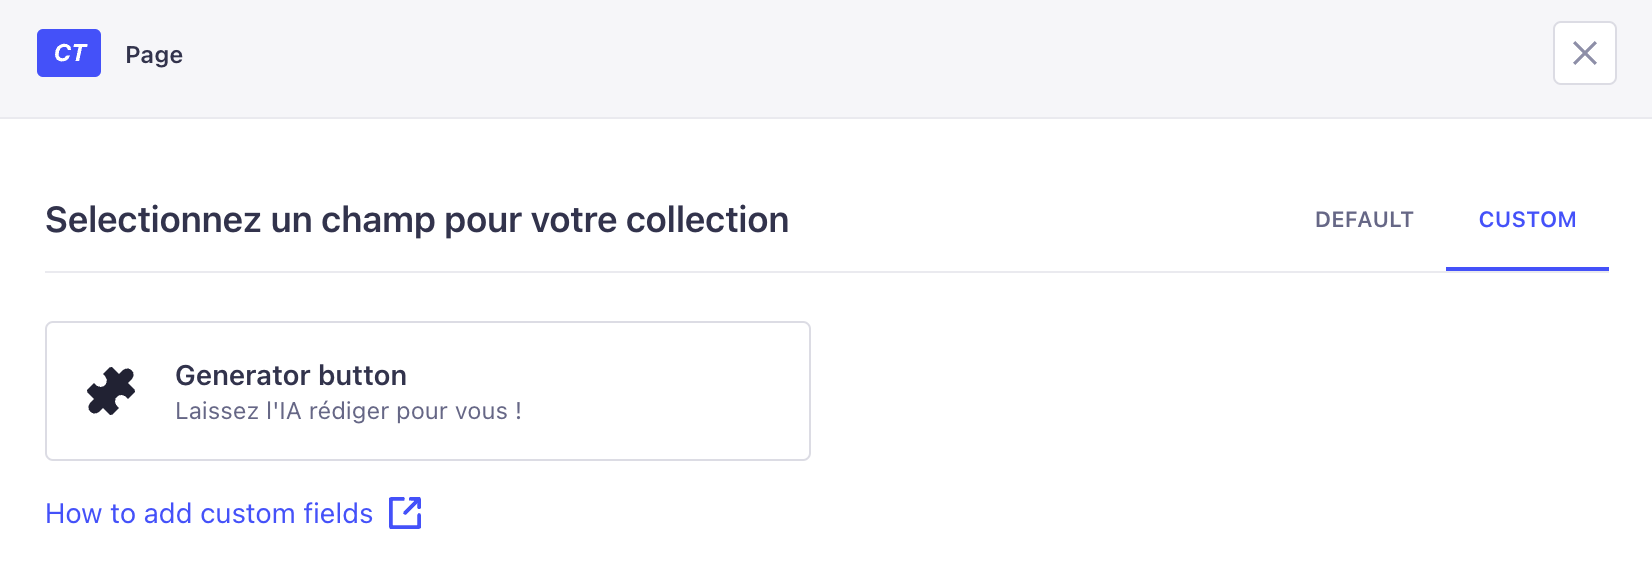 CT Page
Selectionnez un champ pour votre collection
DEFAULT CUSTOM
Generator button
Laissez l'IA rédiger pour vous !
How to add custom fields